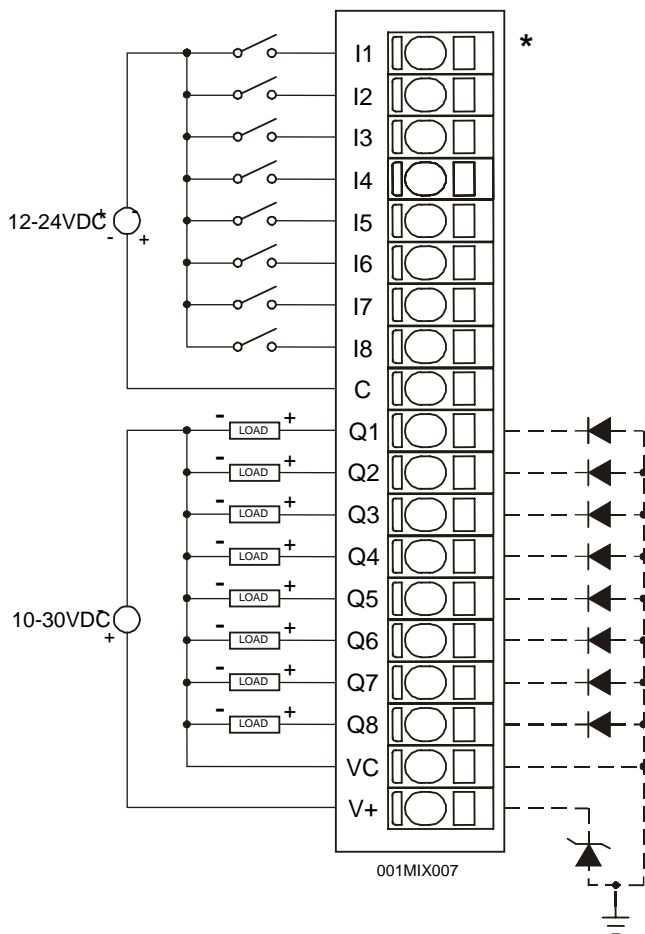 I1 *
I2
I3
I4
+ -
12-24VDC
- +
I5
I6
I7
I8
C
- LOAD + Q1
- LOAD + Q2
- LOAD + Q3
- LOAD + Q4
- LOAD + Q5
-
10-30VDC
+
- LOAD + Q6
- LOAD + Q7
- LOAD + Q8
VC
V+
001MIX007